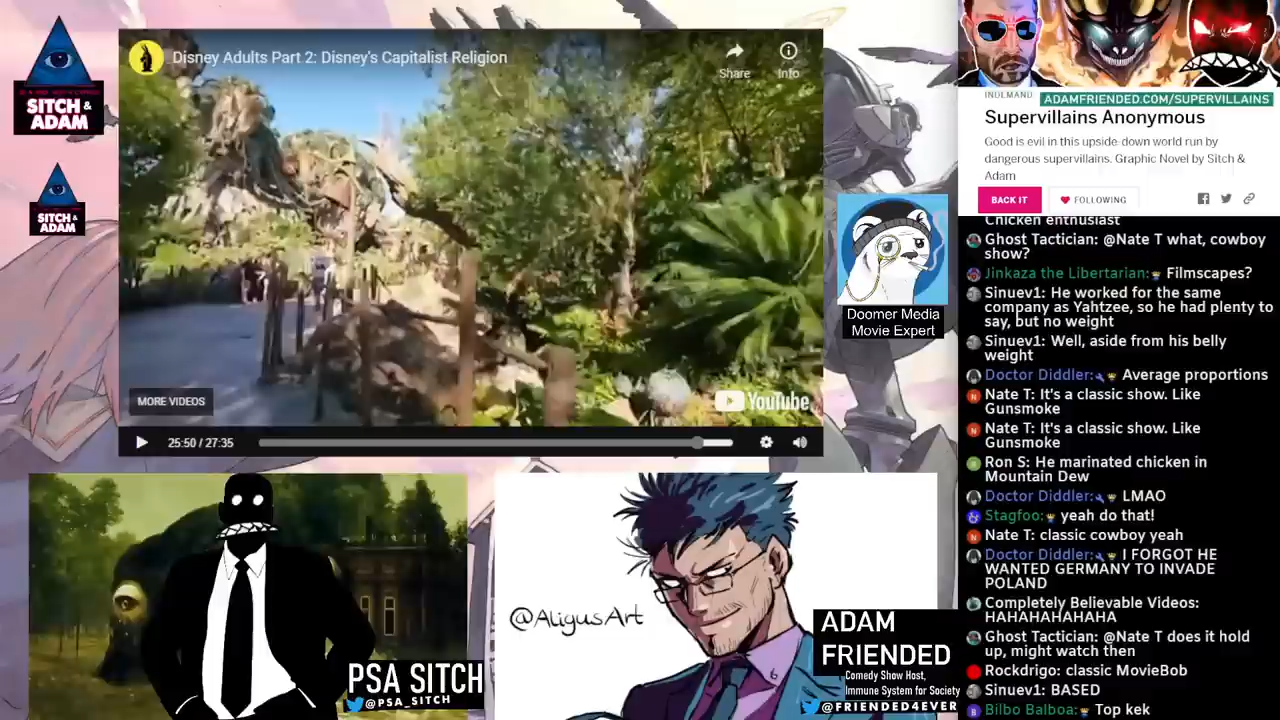 Disney Adults Part 2: Disney's Capitalist Religion
Share
Info
SITCH &
ADAM
SITCH &
ADAM
MORE VIDEOS
YouTube
25:50 / 27:35
Doomer Media
Movie Expert
@AligusArt
PSA SITCH
@PSA_SITCH
ADAM
FRIENDED
Comedy Show Host,
Immune System for Society
@FRIENDED4EVER
INDEMAND
ADAMFRIENDED.COM/SUPERVILLAINS
Supervillains Anonymous
Good is evil in this upside-down world run by
dangerous supervillains. Graphic Novel by Sitch &
Adam
BACK IT
FOLLOWING
Chicken enthusiast
Ghost Tactician: @Nate T what, cowboy
show?
Jinkaza the Libertarian: Filmscapes?
Sinuev1: He worked for the same
company as Yahtzee, so he had plenty to
say, but no weight
Sinuev1: Well, aside from his belly
weight
Doctor Diddler: Average proportions
Nate T: It's a classic show. Like
Gunsmoke
Nate T: It's a classic show. Like
Gunsmoke
Ron S: He marinated chicken in
Mountain Dew
Doctor Diddler: LMAO
Stagfoo: yeah do that!
Nate T: classic cowboy yeah
Doctor Diddler: I FORGOT HE
WANTED GERMANY TO INVADE
POLAND
Completely Believable Videos:
HAHAHAHAHAHA
Ghost Tactician: @Nate T does it hold
up, might watch then
Rockdrigo: classic MovieBob
Sinuev1: BASED
Bilbo Balboa: Top kek